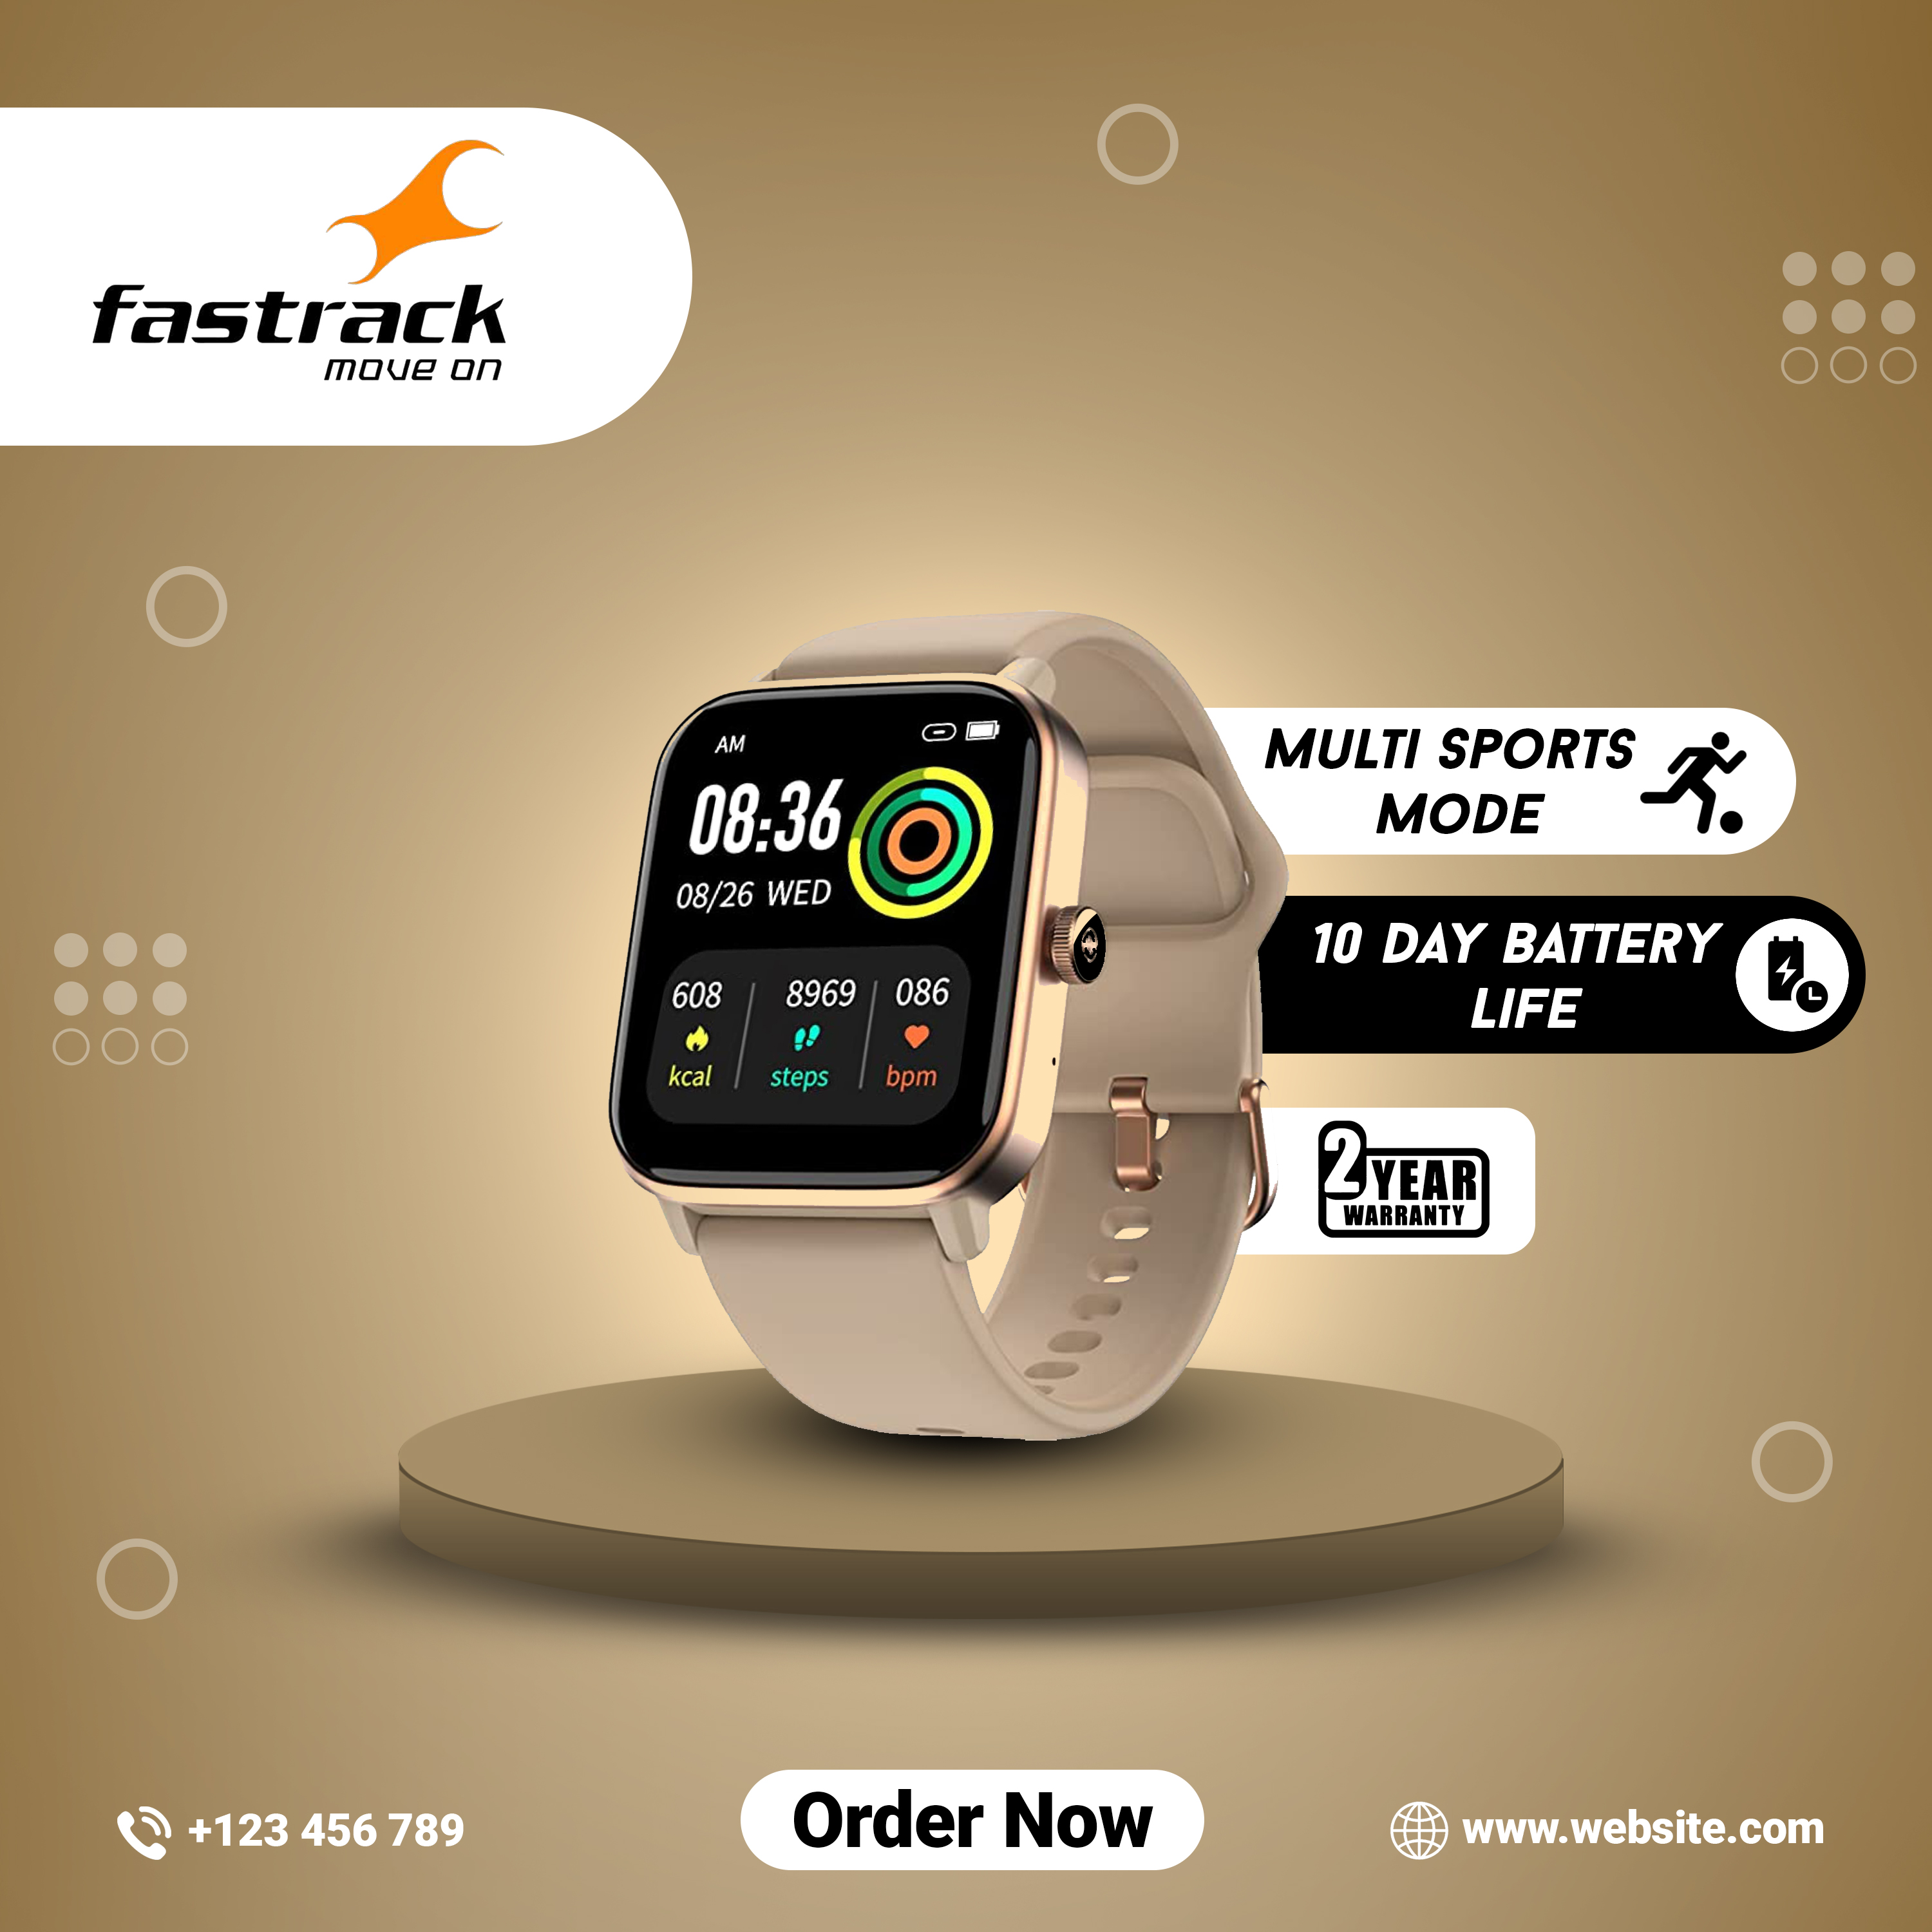 fastrack
move on
AM
08:36
08/26 WED
608
8969
086
kcal
steps
bpm
MULTI SPORTS
MODE
10 DAY BATTERY
LIFE
2 YEAR
WARRANTY
+123 456 789
Order Now
www.website.com